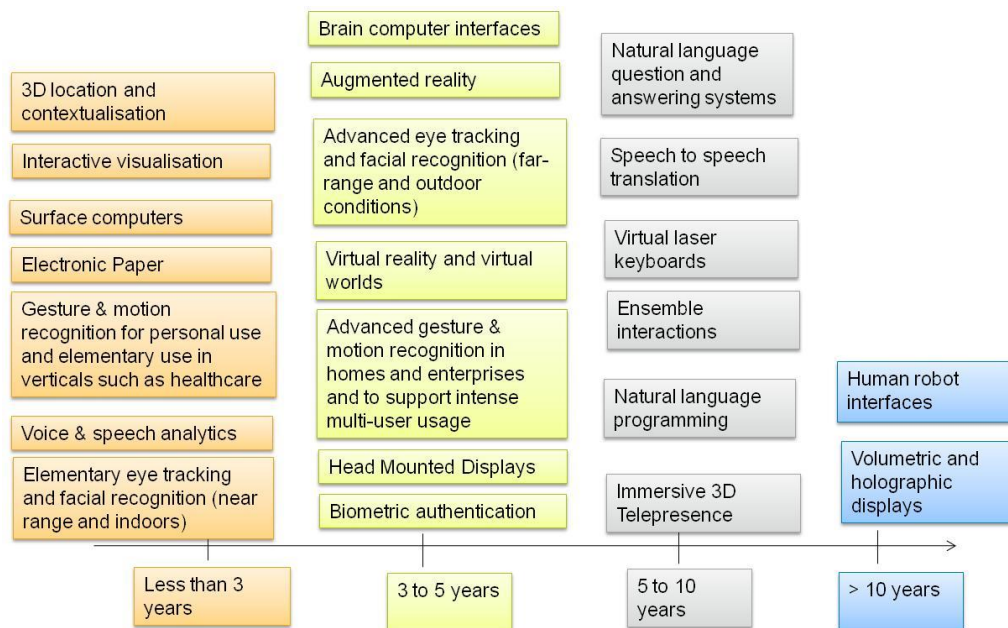 3D location and
contextualisation
Interactive visualisation
Surface computers
Electronic Paper
Gesture & motion
recognition for personal use
and elementary use in
verticals such as healthcare
Voice & speech analytics
Elementary eye tracking
and facial recognition (near
range and indoors)
Less than 3
years
Brain computer interfaces
Augmented reality
Advanced eye tracking
and facial recognition (far-
range and outdoor
conditions)
Virtual reality and virtual
worlds
Advanced gesture &
motion recognition in
homes and enterprises
and to support intense
multi-user usage
Head Mounted Displays
Biometric authentication
3 to 5 years
Natural language
question and
answering systems
Speech to speech
translation
Virtual laser
keyboards
Ensemble
interactions
Natural language
programming
Immersive 3D
Telepresence
5 to 10
years
Human robot
interfaces
Volumetric and
holographic
displays
> 10 years